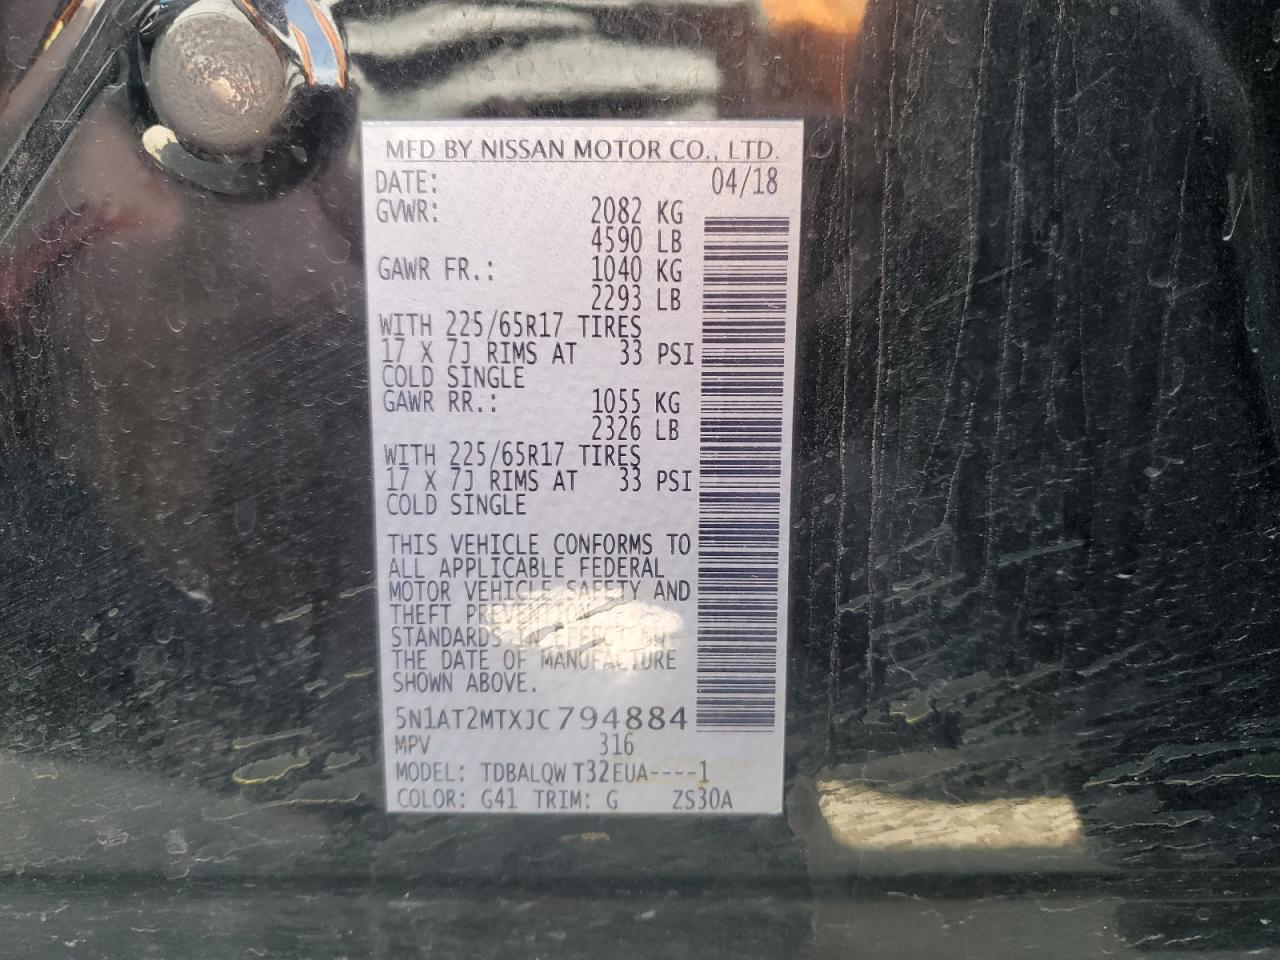 MFD BY NISSAN MOTOR CO., LTD.
DATE: 04/18
GVWR: 2082 KG
4590 LB
GAWR FR.: 1040 KG
2293 LB
WITH 225/65R17 TIRES
17 X 7J RIMS AT 33 PSI
COLD SINGLE
GAWR RR.: 1055 KG
2326 LB
WITH 225/65R17 TIRES
17 X 7J RIMS AT 33 PSI
COLD SINGLE
THIS VEHICLE CONFORMS TO
ALL APPLICABLE FEDERAL
MOTOR VEHICLE SAFETY AND
THEFT PREVENTION
STANDARDS IN EFFECT ON
THE DATE OF MANUFACTURE
SHOWN ABOVE.
5N1AT2MTXJC794884
MPV 316
MODEL: TDBALQW T32EUA----1
COLOR: G41 TRIM: G ZS30A